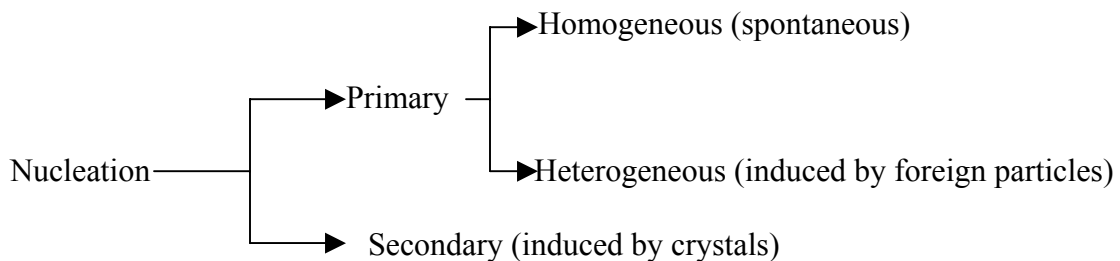 Homogeneous (spontaneous)
Primary
Nucleation
Heterogeneous (induced by foreign particles)
Secondary (induced by crystals)